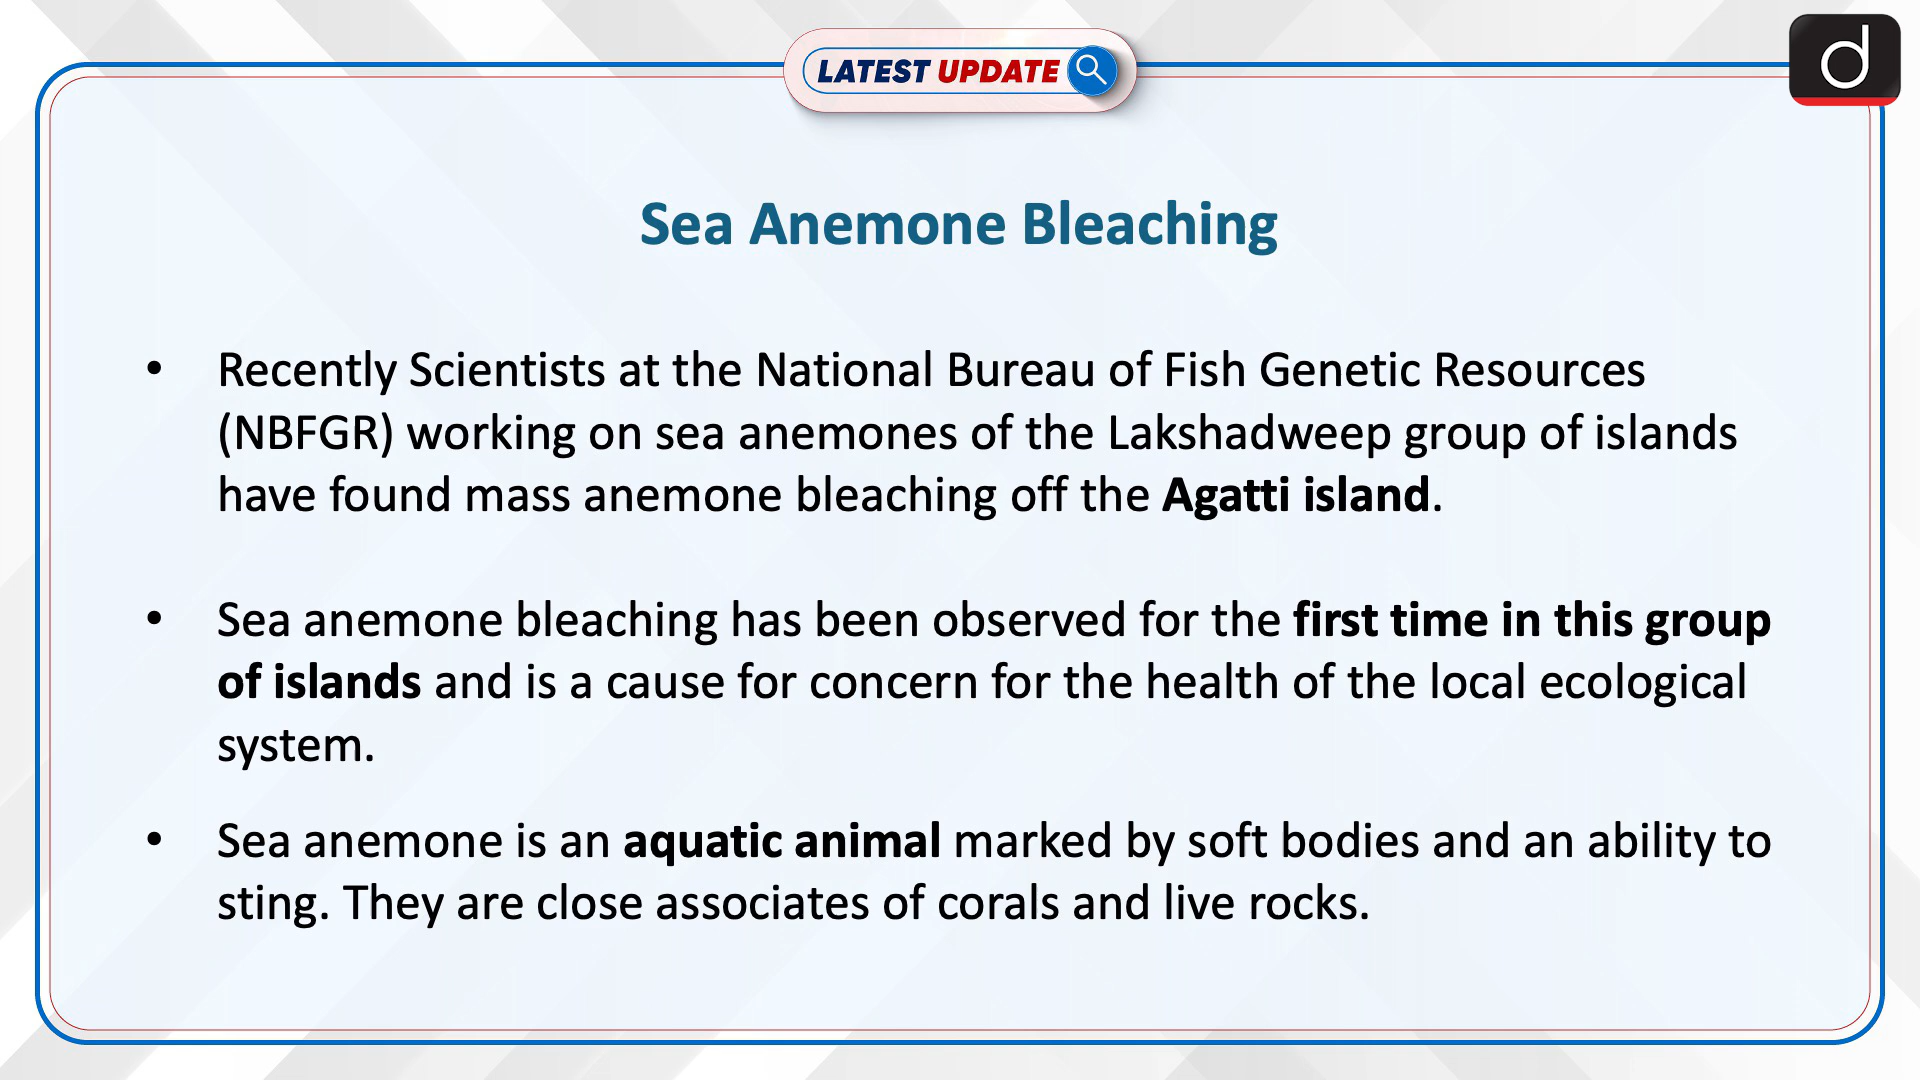 LATEST UPDATE
d
Sea Anemone Bleaching
• Recently Scientists at the National Bureau of Fish Genetic Resources
(NBFGR) working on sea anemones of the Lakshadweep group of islands
have found mass anemone bleaching off the Agatti island.
• Sea anemone bleaching has been observed for the first time in this group
of islands and is a cause for concern for the health of the local ecological
system.
• Sea anemone is an aquatic animal marked by soft bodies and an ability to
sting. They are close associates of corals and live rocks.